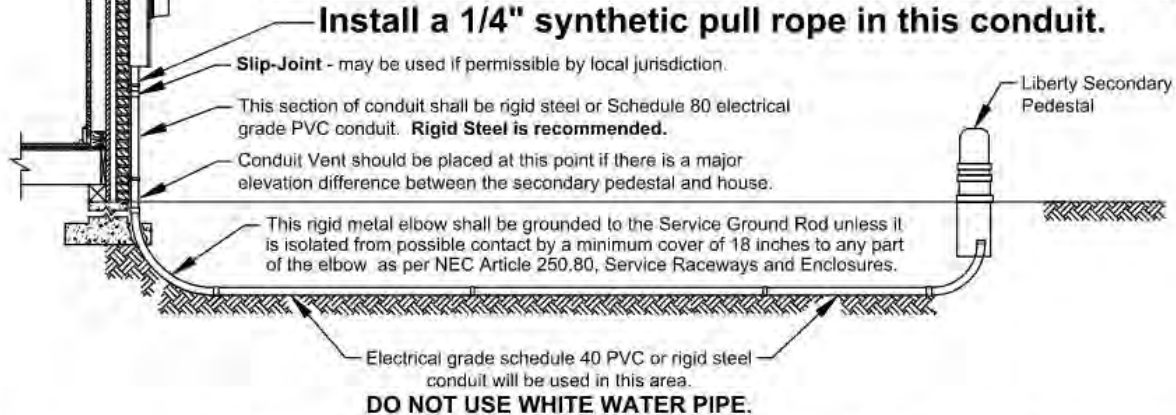 Install a 1/4" synthetic pull rope in this conduit.
Slip-Joint - may be used if permissible by local jurisdiction.
Liberty Secondary
Pedestal
This section of conduit shall be rigid steel or Schedule 80 electrical
grade PVC conduit. Rigid Steel is recommended.
Conduit Vent should be placed at this point if there is a major
elevation difference between the secondary pedestal and house.
This rigid metal elbow shall be grounded to the Service Ground Rod unless it
is isolated from possible contact by a minimum cover of 18 inches to any part
of the elbow as per NEC Article 250.80, Service Raceways and Enclosures.
Electrical grade schedule 40 PVC or rigid steel
conduit will be used in this area.
DO NOT USE WHITE WATER PIPE.